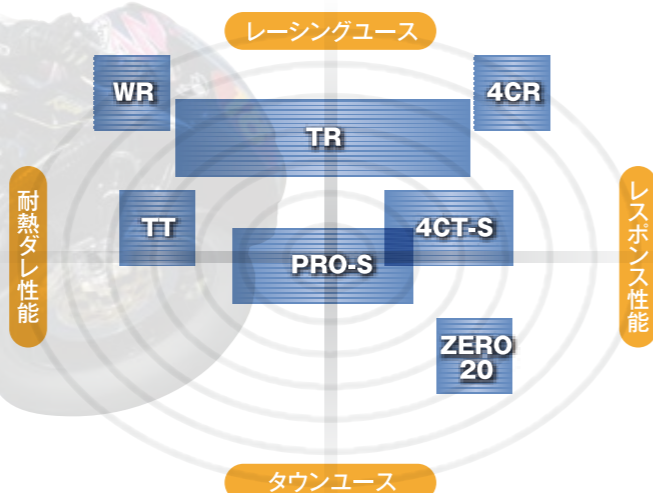 レーシングユース
WR
4CR
TR
耐熱ダレ性能
レスポンス性能
TT
4CT-S
PRO-S
ZERO
20
タウンユース